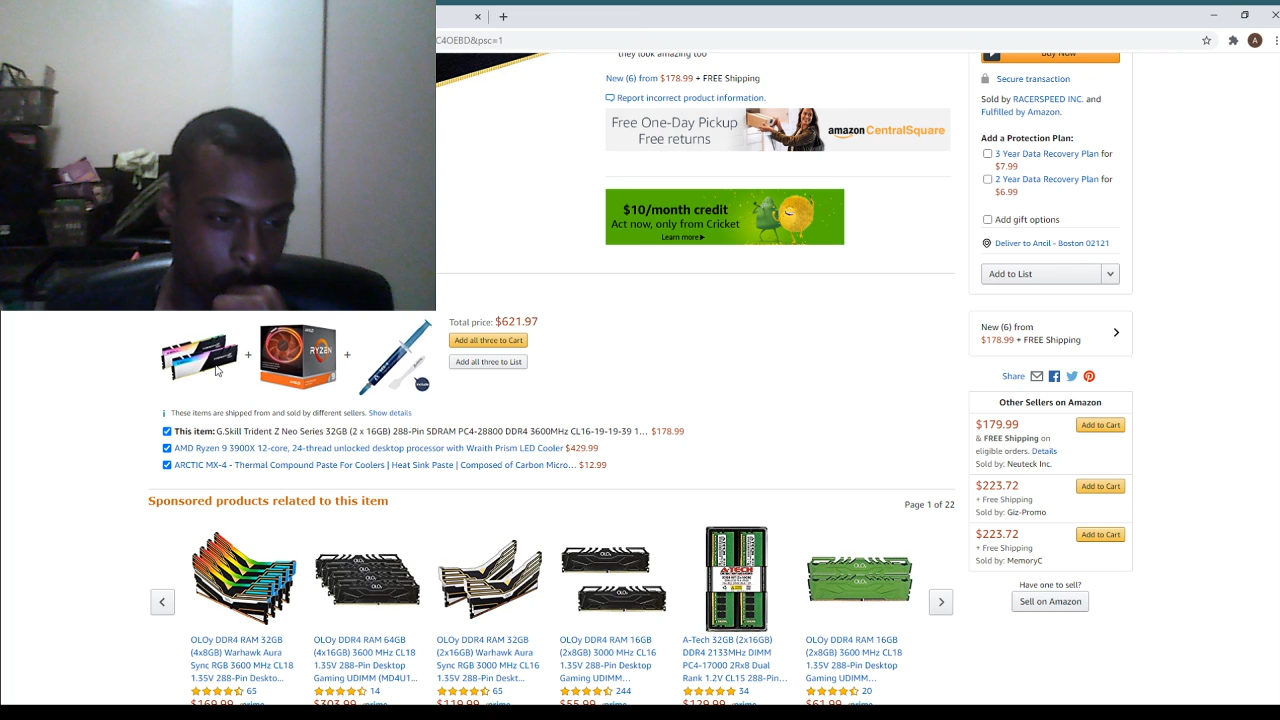 C4OEBD&psc=1
A
they look amazing too
New (6) from $178.99 + FREE Shipping
Report incorrect product information.
Free One-Day Pickup
Free returns
amazon CentralSquare
$10/month credit
Act now, only from Cricket
Learn more
Buy Now
Secure transaction
Sold by RACERSPEED INC. and
Fulfilled by Amazon.
Add a Protection Plan:
3 Year Data Recovery Plan for
$7.99
2 Year Data Recovery Plan for
$6.99
Add gift options
Deliver to Ancil - Boston 02121
Add to List
New (6) from
$178.99 + FREE Shipping
Share
Total price: $621.97
Add all three to Cart
Add all three to List
RYZEN
i These items are shipped from and sold by different sellers. Show details
This item: G.Skill Trident Z Neo Series 32GB (2 x 16GB) 288-Pin SDRAM PC4-28800 DDR4 3600MHz CL16-19-19-39 1... $178.99
AMD Ryzen 9 3900X 12-core, 24-thread unlocked desktop processor with Wraith Prism LED Cooler $429.99
ARCTIC MX-4 - Thermal Compound Paste For Coolers | Heat Sink Paste | Composed of Carbon Micro... $12.99
Other Sellers on Amazon
$179.99
Add to Cart
& FREE Shipping on
eligible orders. Details
Sold by: Neuteck Inc.
$223.72
Add to Cart
+ Free Shipping
Sold by: Giz-Promo
$223.72
Add to Cart
+ Free Shipping
Sold by: MemoryC
Have one to sell?
Sell on Amazon
Sponsored products related to this item
Page 1 of 22
OLOy DDR4 RAM 32GB
(4x8GB) Warhawk Aura
Sync RGB 3600 MHz CL18
1.35V 288-Pin Deskto...
65
$169.99 prime
OLOy DDR4 RAM 64GB
(4x16GB) 3600 MHz CL18
1.35V 288-Pin Desktop
Gaming UDIMM (MD4U1...
14
$303.99 prime
OLOy DDR4 RAM 32GB
(2x16GB) Warhawk Aura
Sync RGB 3000 MHz CL16
1.35V 288-Pin Deskt...
65
$119.99 prime
OLOy DDR4 RAM 16GB
(2x8GB) 3000 MHz CL16
1.35V 288-Pin Desktop
Gaming UDIMM...
244
$55.99 prime
A-TECH
A-Tech 32GB (2x16GB)
DDR4 2133MHz DIMM
PC4-17000 2Rx8 Dual
Rank 1.2V CL15 288-Pin...
34
$129.99 prime
OLOy DDR4 RAM 16GB
(2x8GB) 3600 MHz CL18
1.35V 288-Pin Desktop
Gaming UDIMM...
20
$61.99 prime